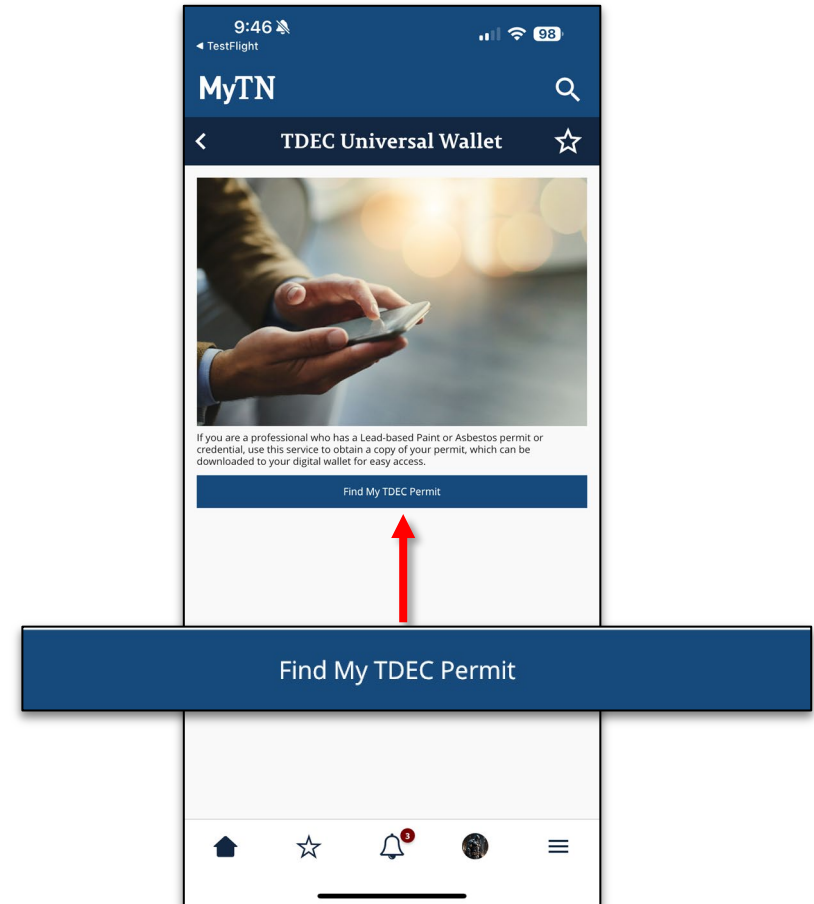 9:46
98
◀ TestFlight
MyTN
TDEC Universal Wallet
If you are a professional who has a Lead-based Paint or Asbestos permit or
credential, use this service to obtain a copy of your permit, which can be
downloaded to your digital wallet for easy access.
Find My TDEC Permit
Find My TDEC Permit
3